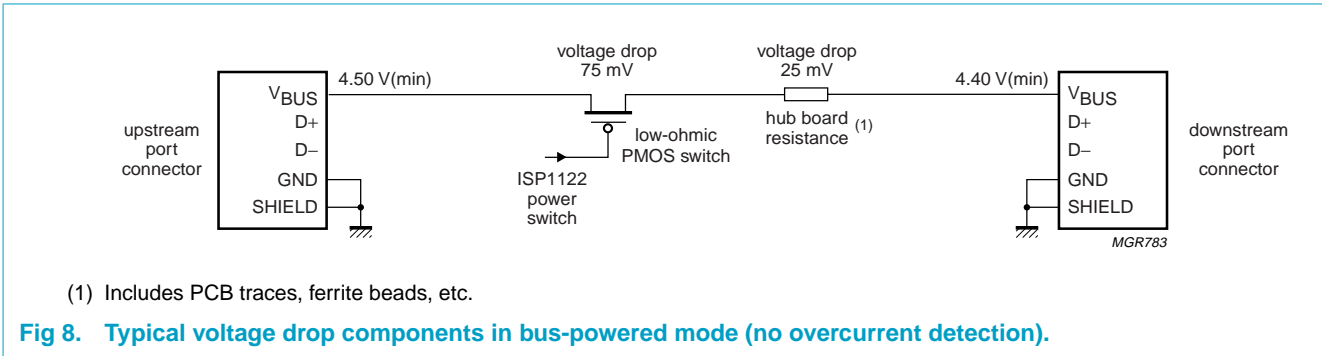 voltage drop
75 mV
voltage drop
25 mV
4.50 V(min)
4.40 V(min)
VBUS
D+
D−
GND
SHIELD
upstream
port
connector
low-ohmic
PMOS switch
ISP1122
power
switch
hub board
resistance (1)
VBUS
D+
D−
GND
SHIELD
downstream
port
connector
MGR783
(1) Includes PCB traces, ferrite beads, etc.
Fig 8. Typical voltage drop components in bus-powered mode (no overcurrent detection).